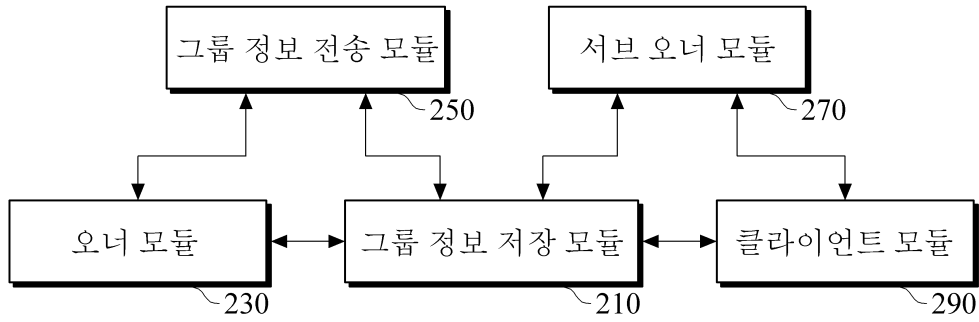 그룹 정보 전송 모듈
서브 오너 모듈
250
270
오너 모듈
그룹 정보 저장 모듈
클라이언트 모듈
230
210
290